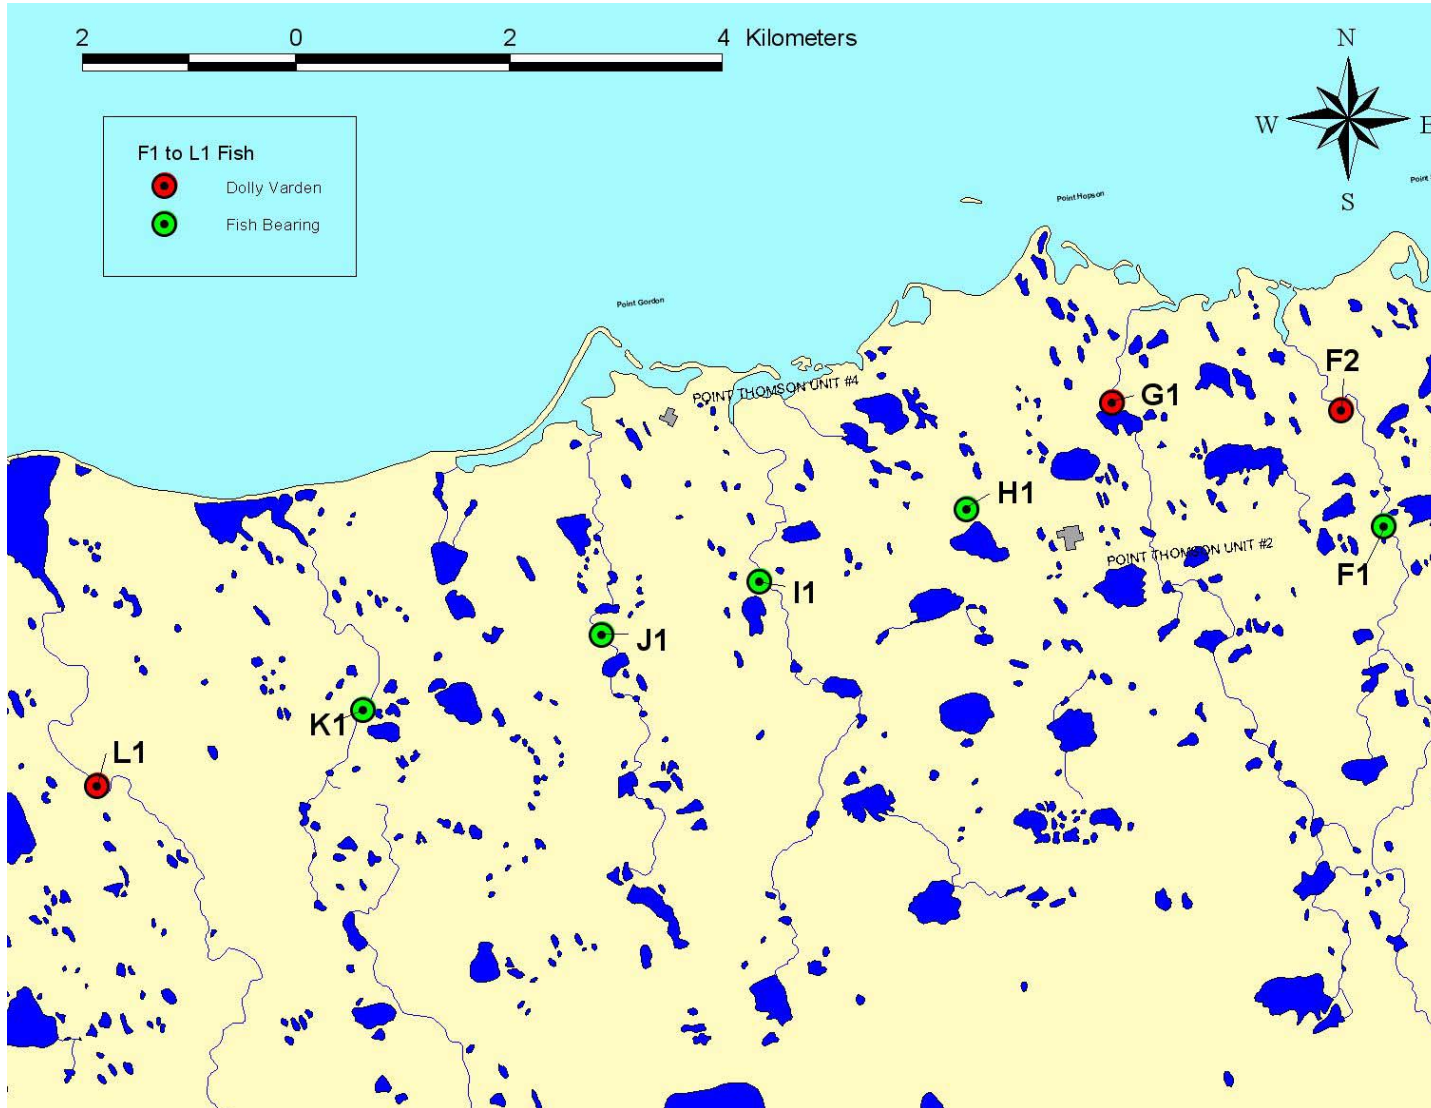 2 0 2 4 Kilometers
N
W E
S
F1 to L1 Fish
Dolly Varden
Fish Bearing
Point Hopson
Point
Point Gordon
POINT THOMSON UNIT #4
F2
G1
H1
POINT THOMSON UNIT #2
F1
I1
J1
K1
L1